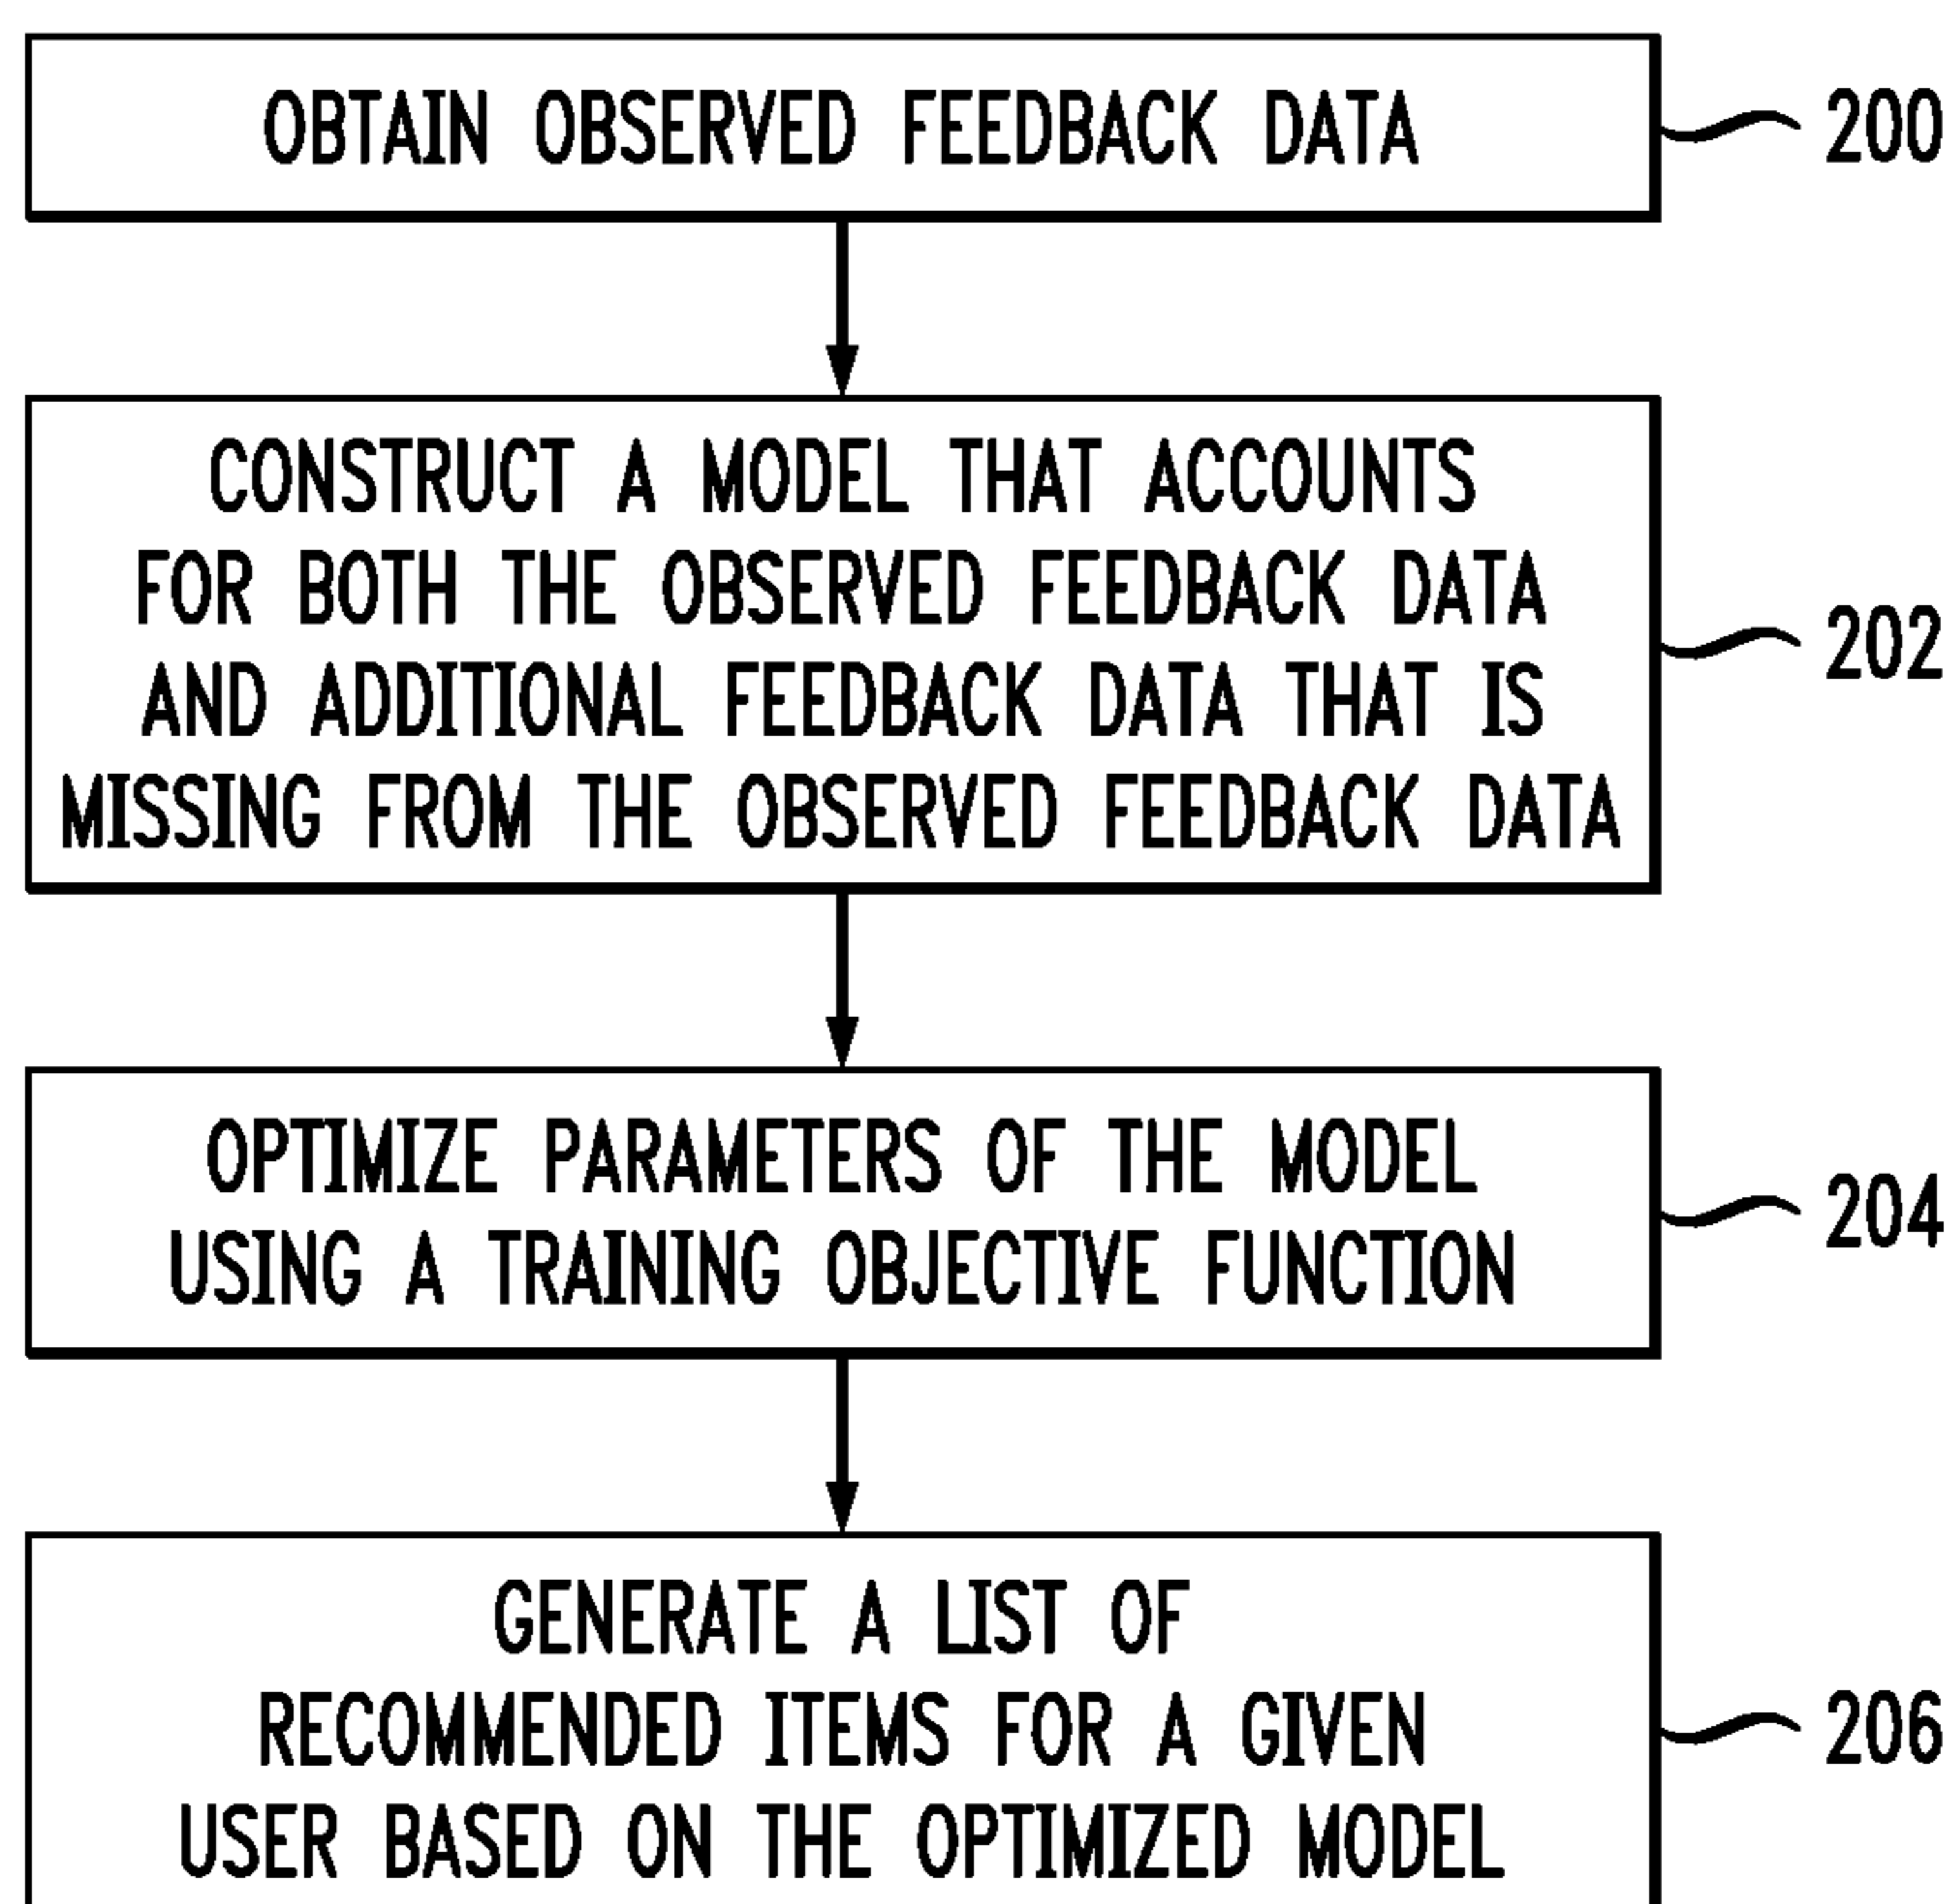 OBTAIN OBSERVED FEEDBACK DATA
200
CONSTRUCT A MODEL THAT ACCOUNTS
FOR BOTH THE OBSERVED FEEDBACK DATA
AND ADDITIONAL FEEDBACK DATA THAT IS
MISSING FROM THE OBSERVED FEEDBACK DATA
202
OPTIMIZE PARAMETERS OF THE MODEL
USING A TRAINING OBJECTIVE FUNCTION
204
GENERATE A LIST OF
RECOMMENDED ITEMS FOR A GIVEN
USER BASED ON THE OPTIMIZED MODEL
206